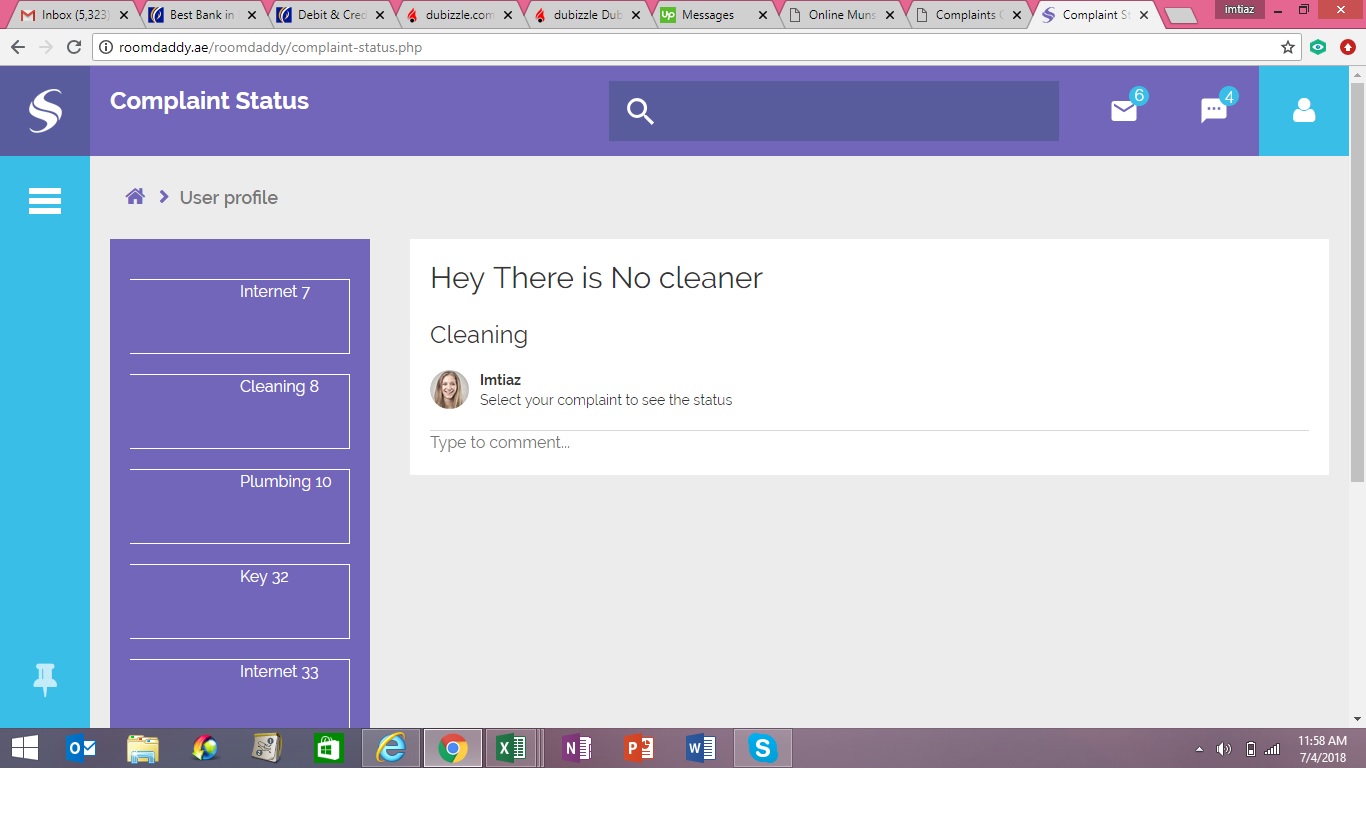 Inbox (5,323)
Best Bank in
Debit & Cred
dubizzle.com
dubizzle Dub
Up
Messages
Online Muns
Complaints
Complaint St
imtiaz
roomdaddy.ae/roomdaddy/complaint-status.php
Complaint Status
6
4
User profile
Internet 7
Cleaning 8
Plumbing 10
Key 32
Internet 33
Hey There is No cleaner
Cleaning
Imtiaz
Select your complaint to see the status
Type to comment...
11:58 AM
7/4/2018